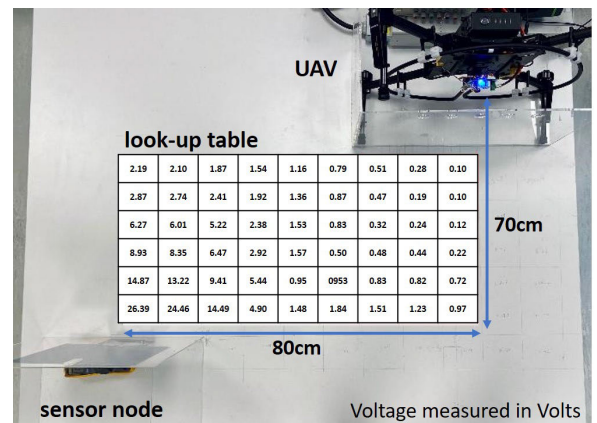 UAV
look-up table
2.19 2.10 1.87 1.54 1.16 0.79 0.51 0.28 0.10
2.87 2.74 2.41 1.92 1.36 0.87 0.47 0.19 0.10
6.27 6.01 5.22 2.38 1.53 0.83 0.32 0.24 0.12
70cm
8.93 8.35 6.47 2.92 1.57 0.50 0.48 0.44 0.22
14.87 13.22 9.41 5.44 0.95 0953 0.83 0.82 0.72
26.39 24.46 14.49 4.90 1.48 1.84 1.51 1.23 0.97
80cm
sensor node
Voltage measured in Volts